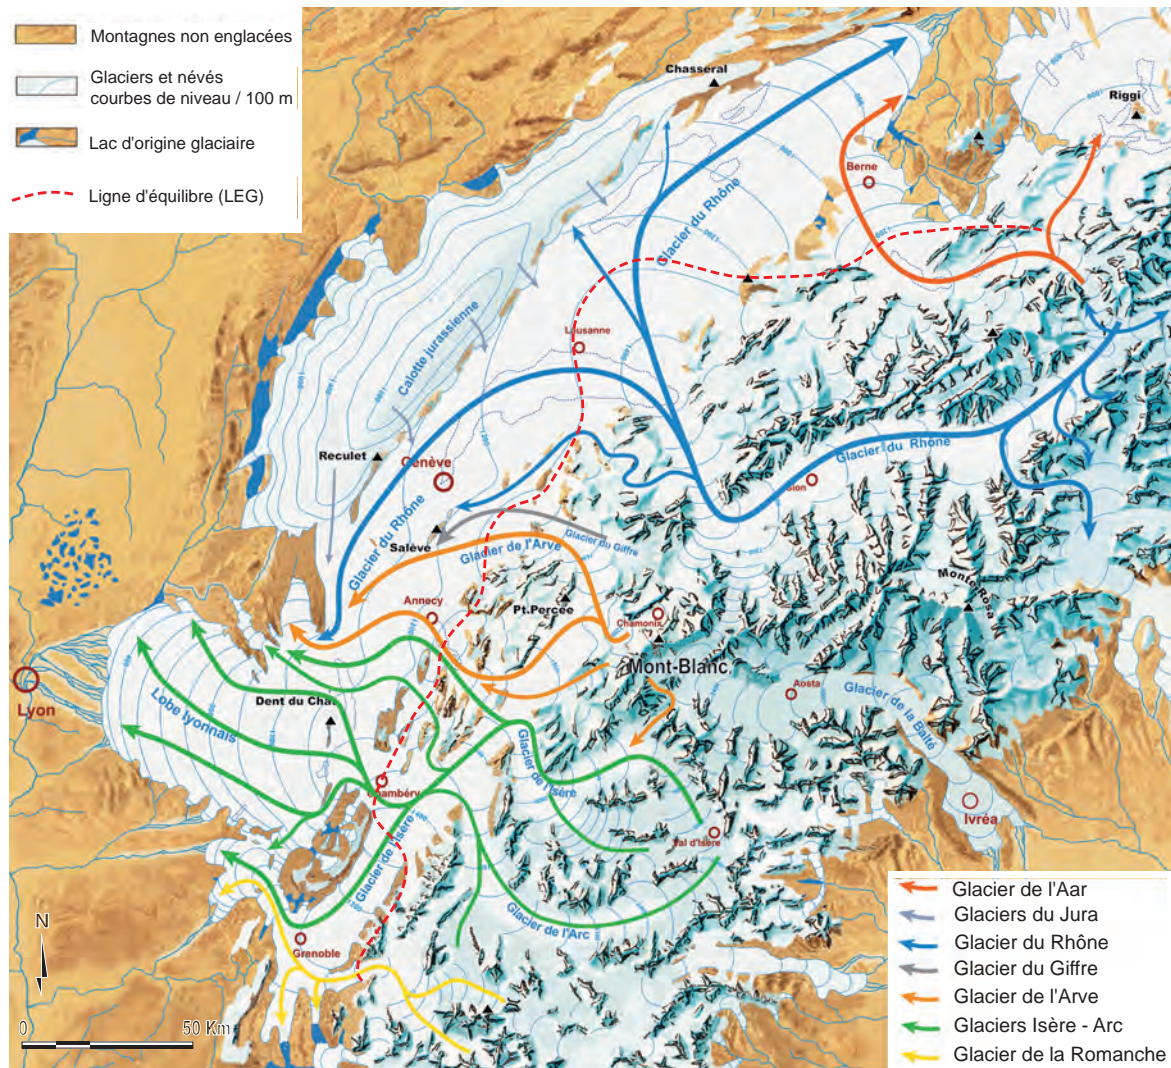 Montagnes non englacées
Glaciers et névés
courbes de niveau / 100 m
Lac d'origine glaciaire
Ligne d'équilibre (LEG)
Chasseral
Riggi
Berne
Glacier du Rhône
Lausanne
Calotte jurassienne
Reculet
Genève
Glacier du Rhône
Sion
Glacier du Rhône
Salève
Glacier de l'Arve
Glacier du Giffre
Annecy
Pt.Percée
Chamonix
Monte Rosa
Mont-Blanc
Aosta
Glacier de la Balté
Lyon
Lobe lyonnais
Dent du Chat
Chambéry
Glacier de l'Isère
Ivréa
Val d'Isère
Glacier de l'Isère
Glacier de l'Arc
Grenoble
N
0
50 Km
Glacier de l'Aar
Glaciers du Jura
Glacier du Rhône
Glacier du Giffre
Glacier de l'Arve
Glaciers Isère - Arc
Glacier de la Romanche